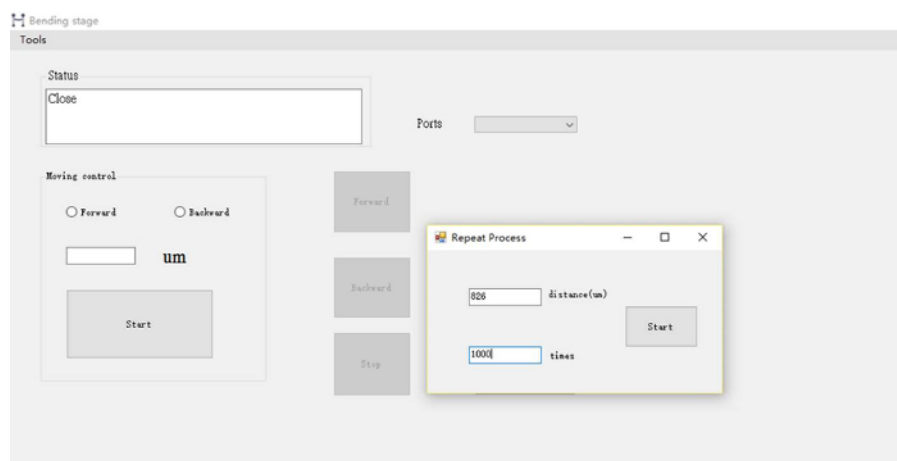 Bending stage
Tools
Status
Close
Ports
Moving control
Forward
Backward
um
Start
Forward
Backward
Stop
Repeat Process
826
distance(um)
Start
1000
times